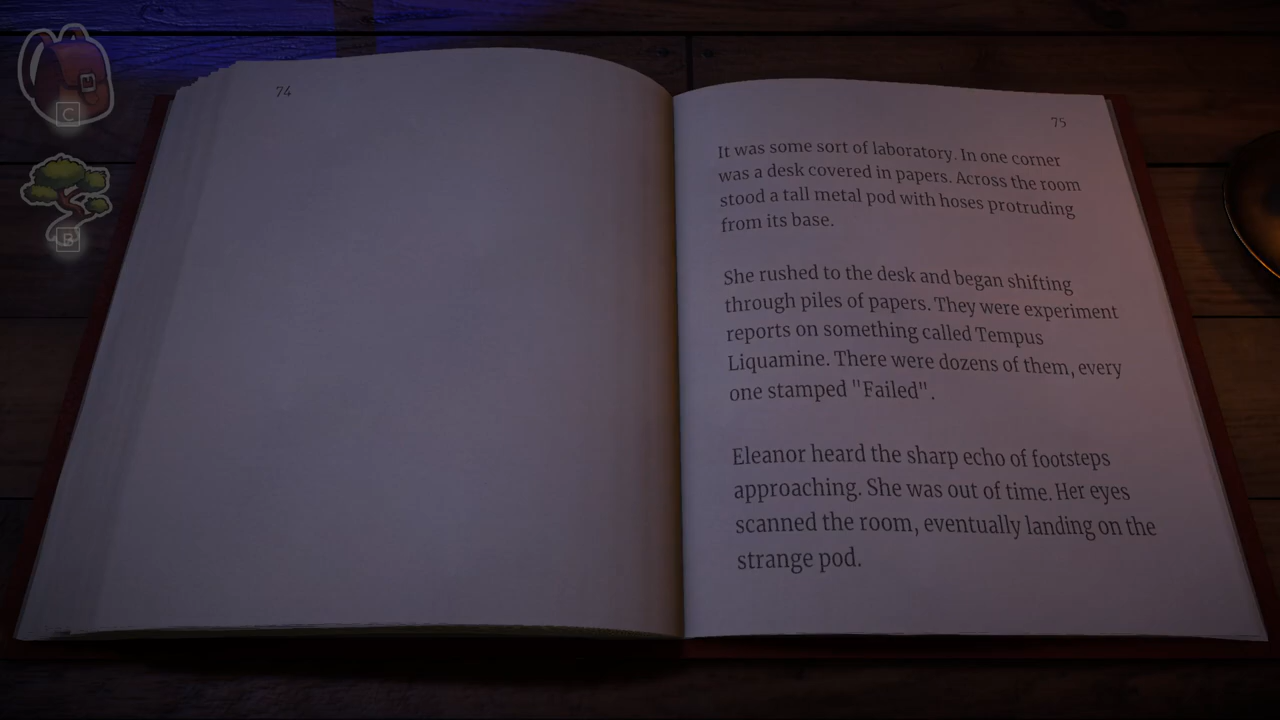 C
B
74
75
It was some sort of laboratory. In one corner
was a desk covered in papers. Across the room
stood a tall metal pod with hoses protruding
from its base.
She rushed to the desk and began shifting
through piles of papers. They were experiment
reports on something called Tempus
Liquamine. There were dozens of them, every
one stamped "Failed".
Eleanor heard the sharp echo of footsteps
approaching. She was out of time. Her eyes
scanned the room, eventually landing on the
strange pod.